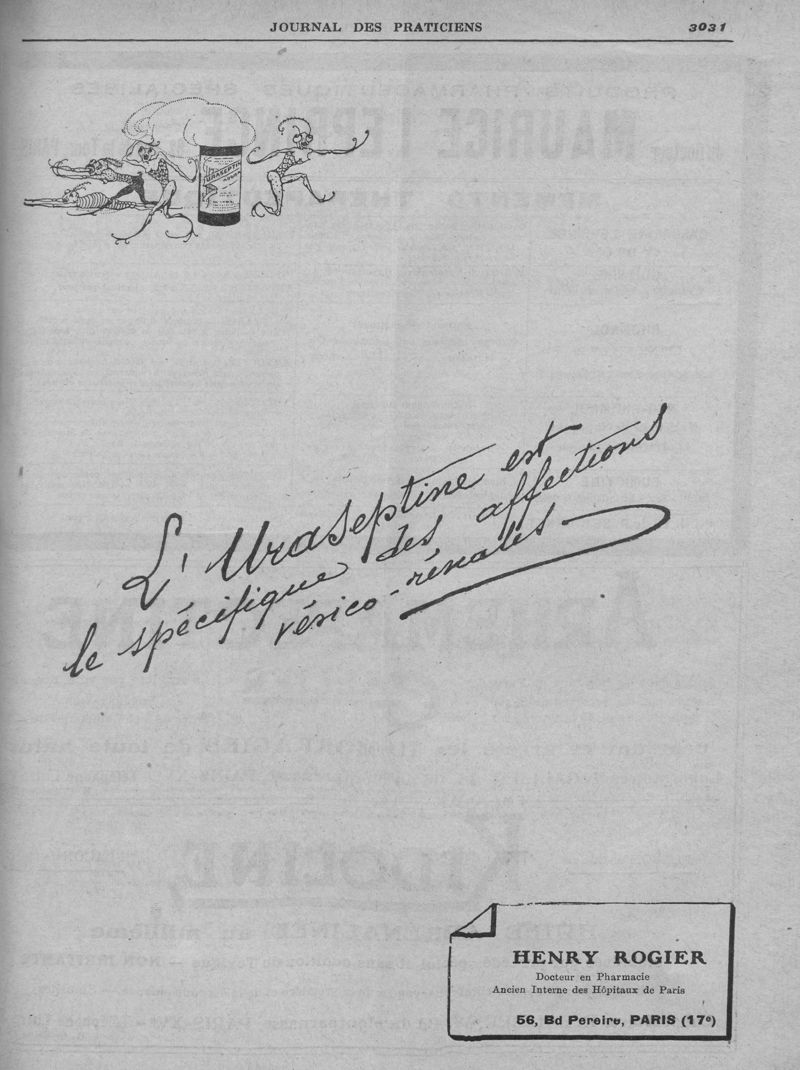 JOURNAL DES PRATICIENS
3031
URASEPTINE
L'Uraseptine est
le spécifique des affections
vésico-rénales
HENRY ROGIER
Docteur en Pharmacie
Ancien Interne des Hôpitaux de Paris
56, Bd Pereire, PARIS (17e)